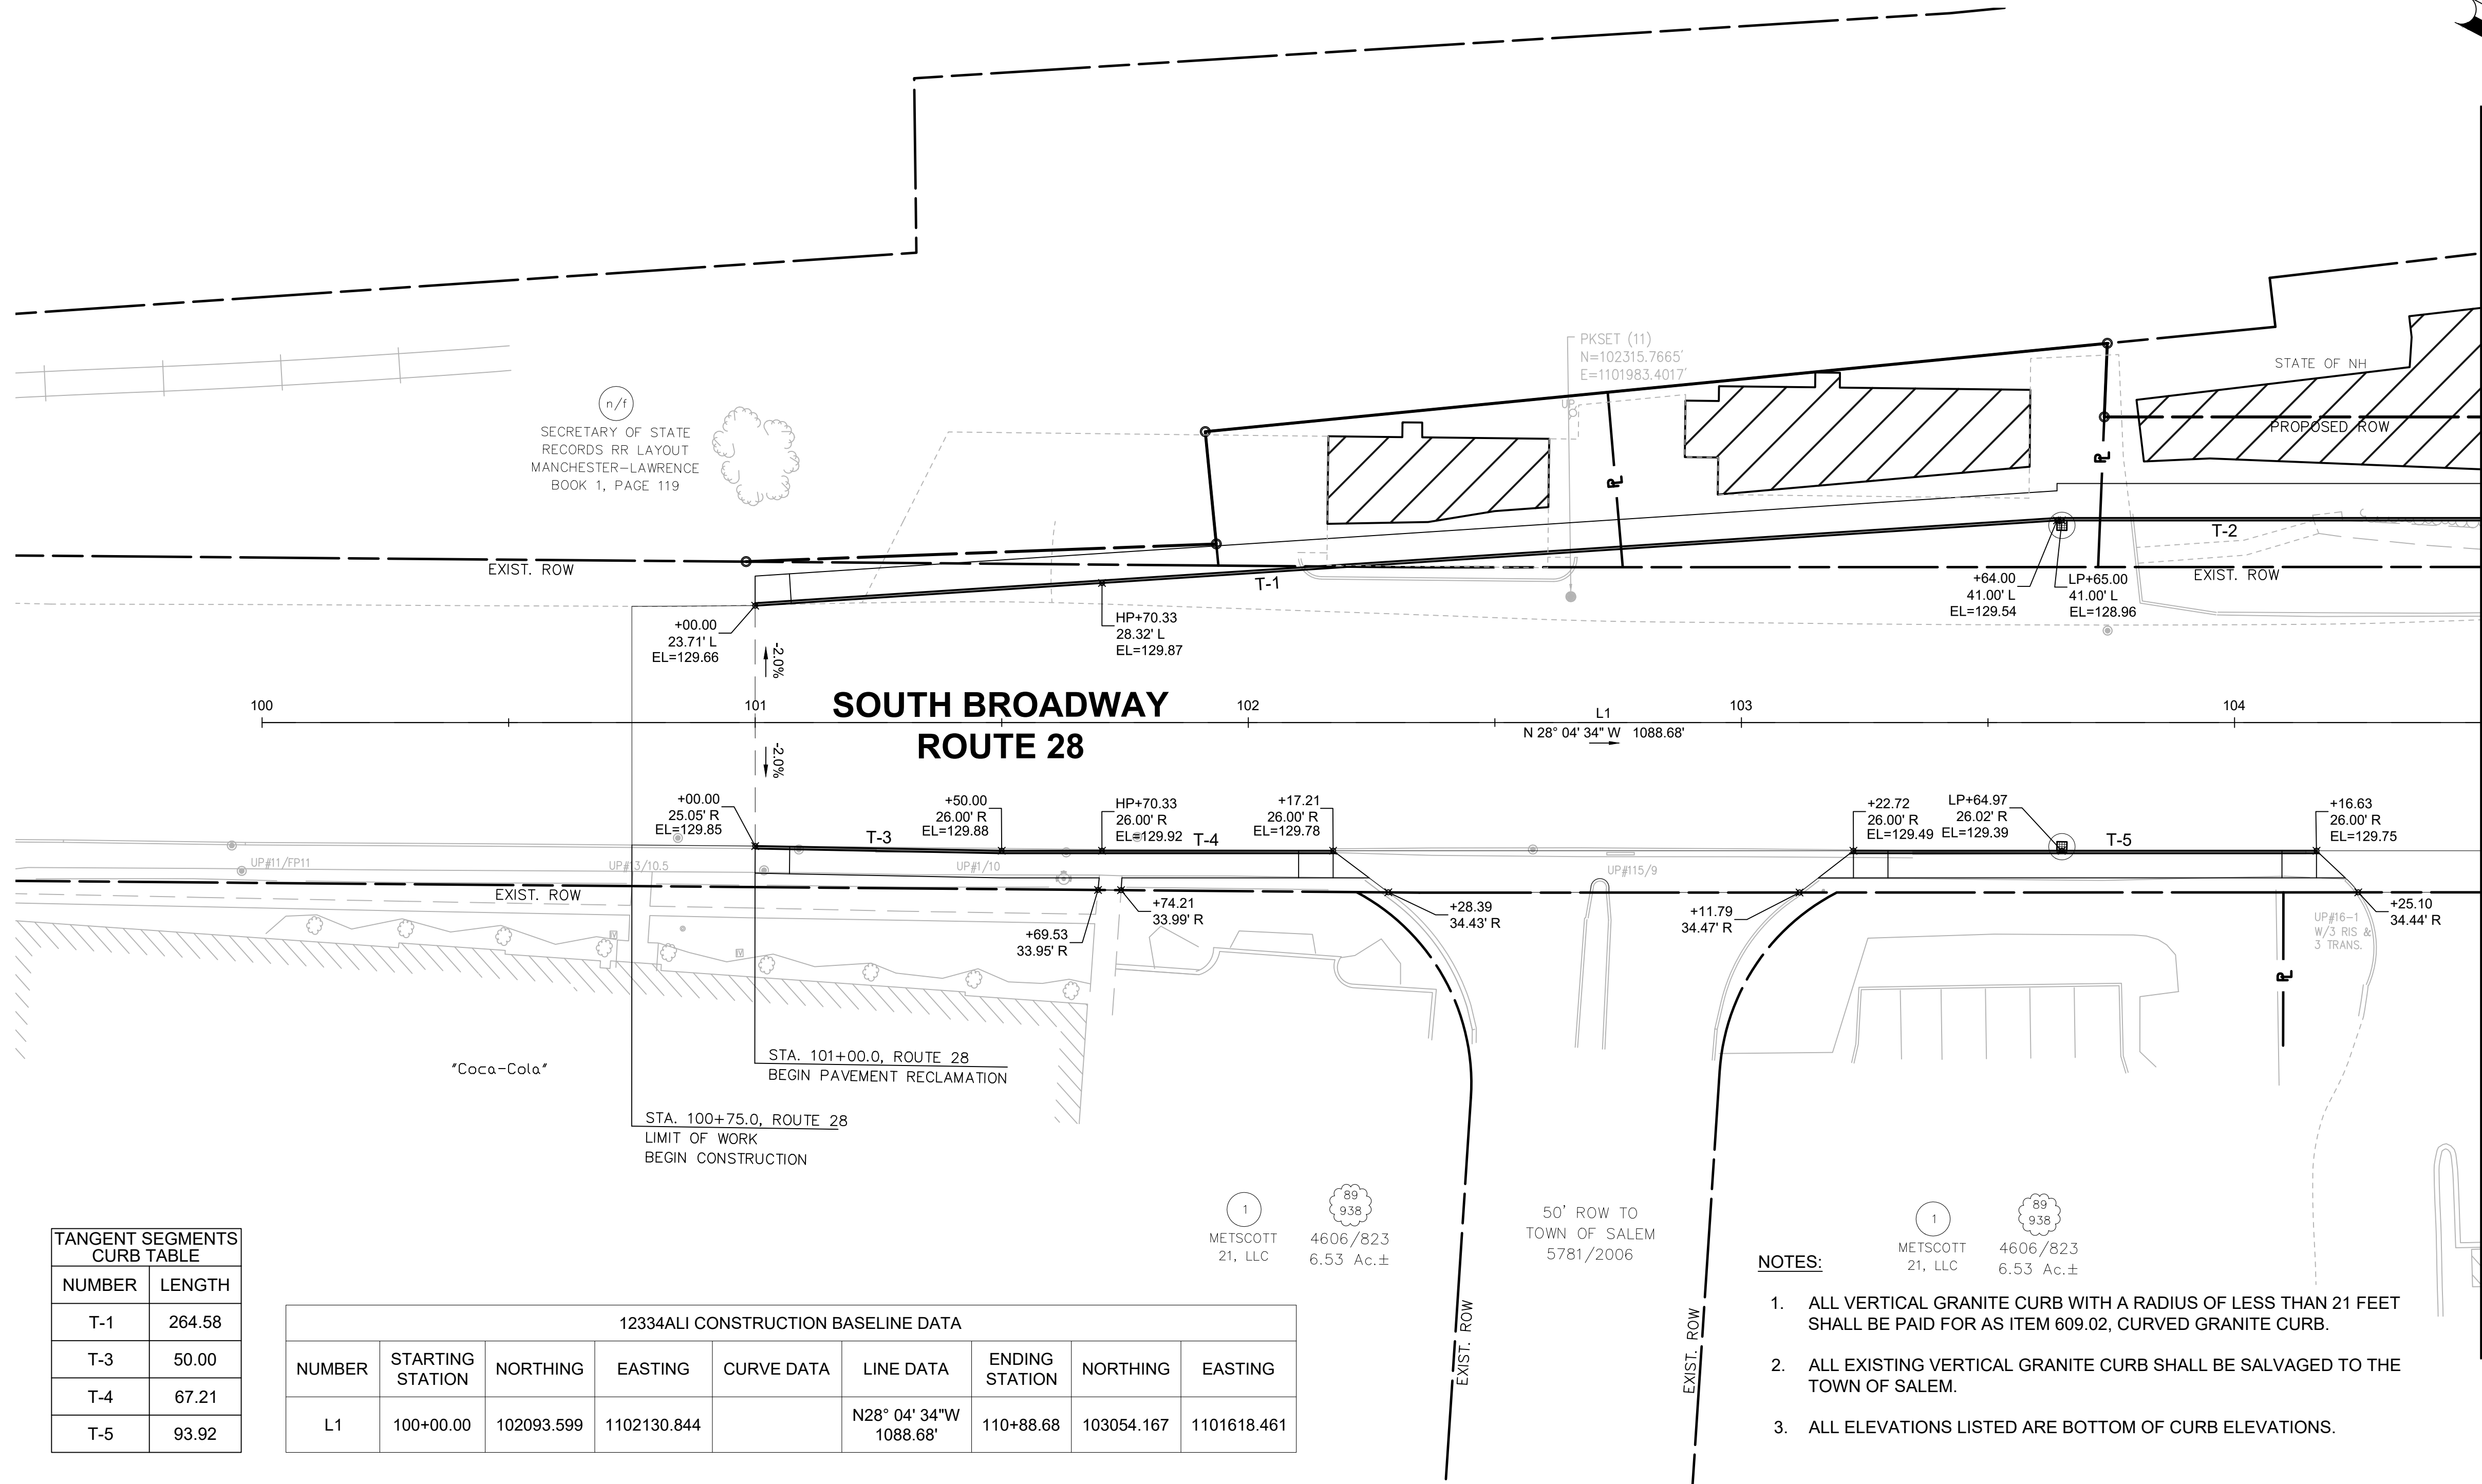 PKSET (11)
N=102315.7665'
E=1101983.4017'
UP
STATE OF NH
n/f
SECRETARY OF STATE
RECORDS RR LAYOUT
MANCHESTER-LAWRENCE
BOOK 1, PAGE 119
PROPOSED ROW
PL
PL
T-2
EXIST. ROW
T-1
EXIST. ROW
+64.00
41.00' L
EL=129.54
LP+65.00
41.00' L
EL=128.96
+00.00
23.71' L
EL=129.66
HP+70.33
28.32' L
EL=129.87
-2.0%
100
101
102
103
104
SOUTH BROADWAY
ROUTE 28
L1
N 28° 04' 34" W 1088.68'
-2.0%
+00.00
25.05' R
EL=129.85
T-3
+50.00
26.00' R
EL=129.88
HP+70.33
26.00' R
EL=129.92
T-4
+17.21
26.00' R
EL=129.78
+22.72
26.00' R
EL=129.49
LP+64.97
26.02' R
EL=129.39
T-5
+16.63
26.00' R
EL=129.75
UP#11/FP11
UP#13/10.5
UP#1/10
UP#115/9
EXIST. ROW
+74.21
33.99' R
+69.53
33.95' R
+28.39
34.43' R
+11.79
34.47' R
+25.10
34.44' R
UP#16-1
W/3 RIS &
3 TRANS.
PL
"Coca-Cola"
STA. 101+00.0, ROUTE 28
BEGIN PAVEMENT RECLAMATION
STA. 100+75.0, ROUTE 28
LIMIT OF WORK
BEGIN CONSTRUCTION
1
METSCOTT
21, LLC
89
938
4606/823
6.53 Ac.±
50' ROW TO
TOWN OF SALEM
5781/2006
1
METSCOTT
21, LLC
89
938
4606/823
6.53 Ac.±
EXIST. ROW
EXIST. ROW
TANGENT SEGMENTS
CURB TABLE
NUMBER LENGTH
T-1 264.58
T-3 50.00
T-4 67.21
T-5 93.92
12334ALI CONSTRUCTION BASELINE DATA
NUMBER STARTING STATION NORTHING EASTING CURVE DATA LINE DATA ENDING STATION NORTHING EASTING
L1 100+00.00 102093.599 1102130.844 N28° 04' 34"W 1088.68' 110+88.68 103054.167 1101618.461
NOTES:
1. ALL VERTICAL GRANITE CURB WITH A RADIUS OF LESS THAN 21 FEET
SHALL BE PAID FOR AS ITEM 609.02, CURVED GRANITE CURB.
2. ALL EXISTING VERTICAL GRANITE CURB SHALL BE SALVAGED TO THE
TOWN OF SALEM.
3. ALL ELEVATIONS LISTED ARE BOTTOM OF CURB ELEVATIONS.